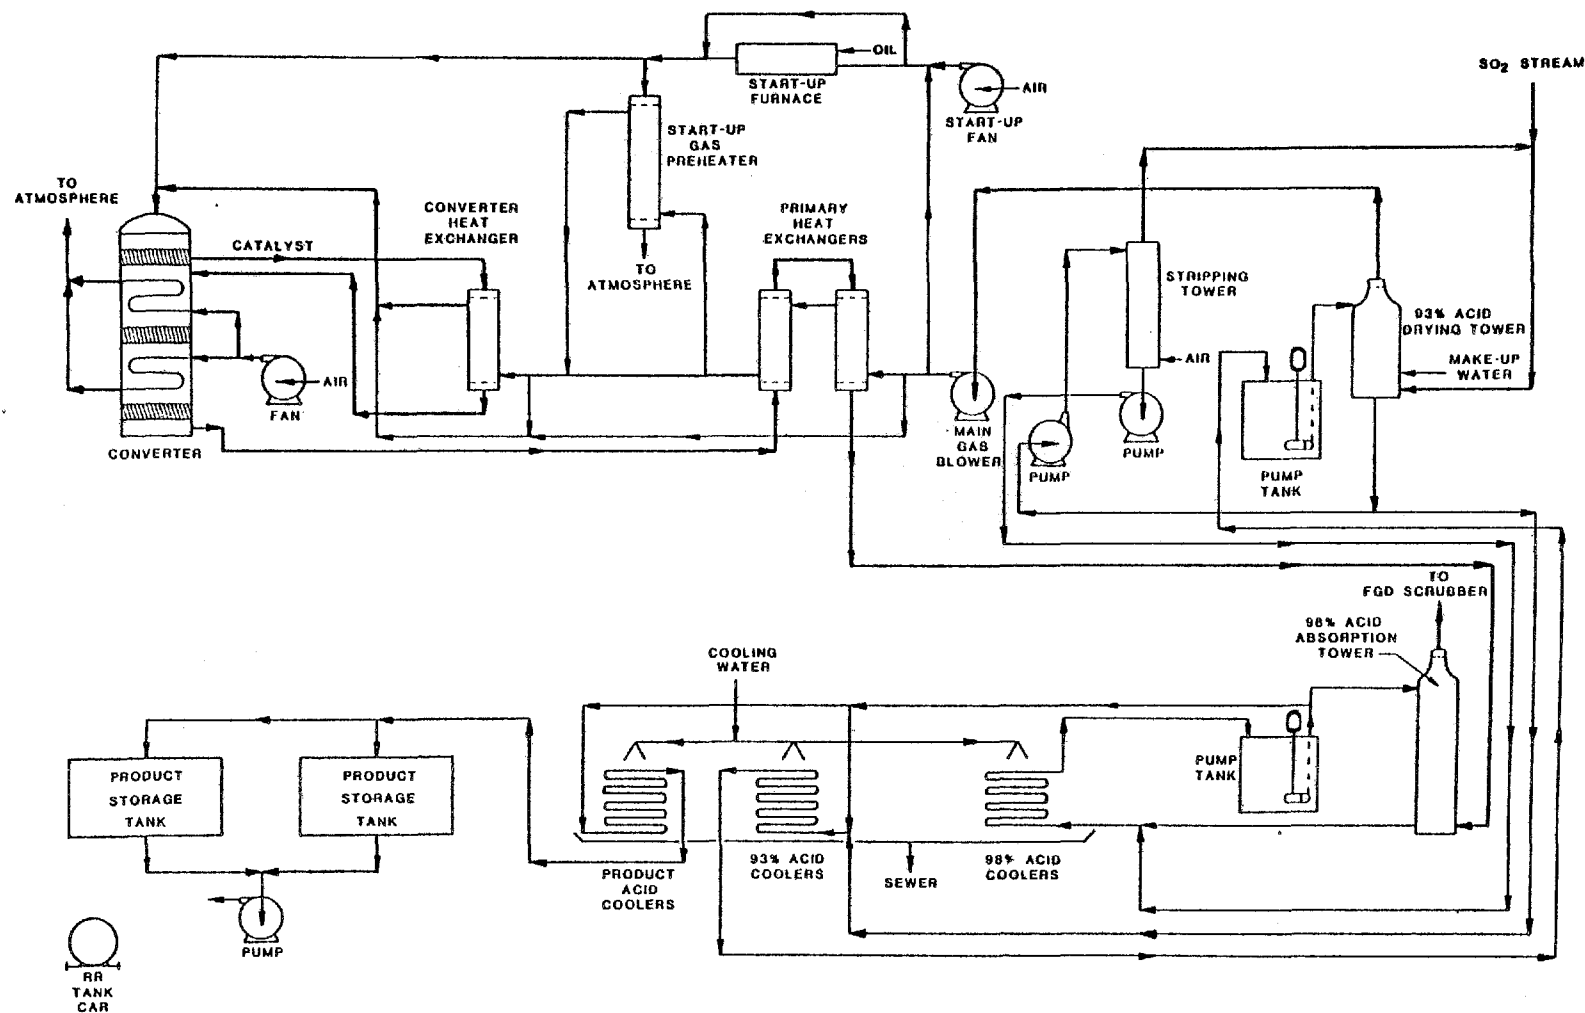 OIL
START-UP
FURNACE
AIR
START-UP
FAN
SO2 STREAM
START-UP
GAS
PREHEATER
TO
ATMOSPHERE
CONVERTER
HEAT
EXCHANGER
PRIMARY
HEAT
EXCHANGERS
CATALYST
TO
ATMOSPHERE
STRIPPING
TOWER
93% ACID
DRYING TOWER
AIR
MAKE-UP
WATER
AIR
FAN
CONVERTER
MAIN
GAS
BLOWER
PUMP
PUMP
PUMP
TANK
TO
FGD SCRUBBER
98% ACID
ABSORPTION
TOWER
COOLING
WATER
PUMP
TANK
PRODUCT
STORAGE
TANK
PRODUCT
STORAGE
TANK
PRODUCT
ACID
COOLERS
93% ACID
COOLERS
SEWER
98% ACID
COOLERS
PUMP
RR
TANK
CAR